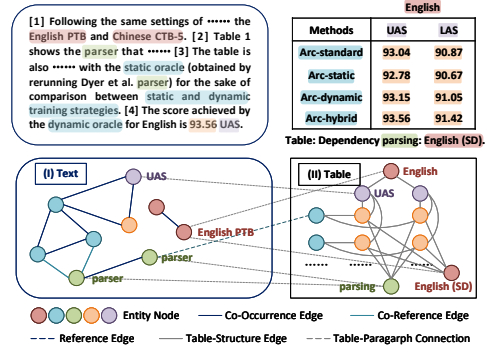 [1] Following the same settings of ······ the
English PTB and Chinese CTB-5. [2] Table 1
shows the parser that ······ [3] The table is
also ······ with the static oracle (obtained by
rerunning Dyer et al. parser) for the sake of
comparison between static and dynamic
training strategies. [4] The score achieved by
the dynamic oracle for English is 93.56 UAS.
English
Methods UAS LAS
Arc-standard 93.04 90.87
Arc-static 92.78 90.67
Arc-dynamic 93.15 91.05
Arc-hybrid 93.56 91.42
Table: Dependency parsing: English (SD).
(I) Text
UAS
English PTB
parser
parser
(II) Table
English
UAS
······ ······ ······
parsing
English (SD)
Entity Node
Co-Occurrence Edge
Co-Reference Edge
Reference Edge
Table-Structure Edge
Table-Paragarph Connection